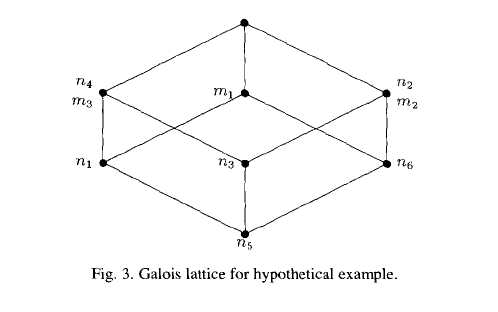 n₄
m₃
m₁
n₂
m₂
n₁
n₃
n₆
n₅
Fig. 3. Galois lattice for hypothetical example.